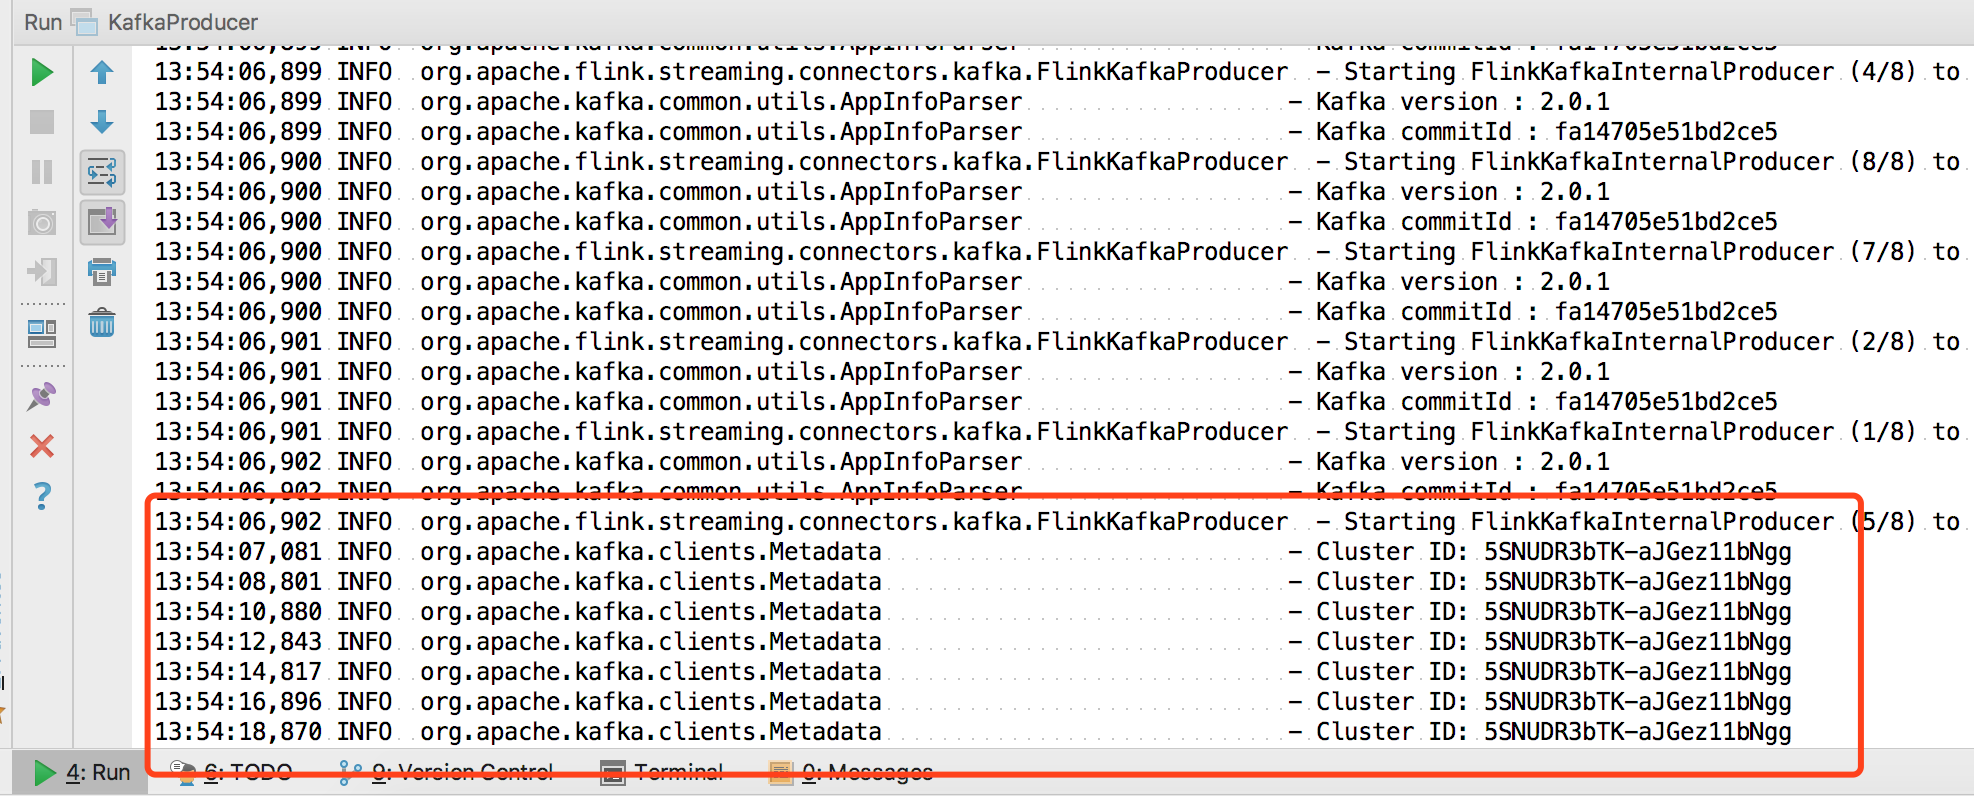 Run KafkaProducer
13:54:06,899 INFO org.apache.kafka.common.utils.AppInfoParser - Kafka commitId : fa14705e51bd2ce5
13:54:06,899 INFO org.apache.flink.streaming.connectors.kafka.FlinkKafkaProducer - Starting FlinkKafkaInternalProducer (4/8) to
13:54:06,899 INFO org.apache.kafka.common.utils.AppInfoParser - Kafka version : 2.0.1
13:54:06,899 INFO org.apache.kafka.common.utils.AppInfoParser - Kafka commitId : fa14705e51bd2ce5
13:54:06,900 INFO org.apache.flink.streaming.connectors.kafka.FlinkKafkaProducer - Starting FlinkKafkaInternalProducer (8/8) to
13:54:06,900 INFO org.apache.kafka.common.utils.AppInfoParser - Kafka version : 2.0.1
13:54:06,900 INFO org.apache.kafka.common.utils.AppInfoParser - Kafka commitId : fa14705e51bd2ce5
13:54:06,900 INFO org.apache.flink.streaming.connectors.kafka.FlinkKafkaProducer - Starting FlinkKafkaInternalProducer (7/8) to
13:54:06,900 INFO org.apache.kafka.common.utils.AppInfoParser - Kafka version : 2.0.1
13:54:06,900 INFO org.apache.kafka.common.utils.AppInfoParser - Kafka commitId : fa14705e51bd2ce5
13:54:06,901 INFO org.apache.flink.streaming.connectors.kafka.FlinkKafkaProducer - Starting FlinkKafkaInternalProducer (2/8) to
13:54:06,901 INFO org.apache.kafka.common.utils.AppInfoParser - Kafka version : 2.0.1
13:54:06,901 INFO org.apache.kafka.common.utils.AppInfoParser - Kafka commitId : fa14705e51bd2ce5
13:54:06,901 INFO org.apache.flink.streaming.connectors.kafka.FlinkKafkaProducer - Starting FlinkKafkaInternalProducer (1/8) to
13:54:06,902 INFO org.apache.kafka.common.utils.AppInfoParser - Kafka version : 2.0.1
13:54:06,902 INFO org.apache.kafka.common.utils.AppInfoParser - Kafka commitId : fa14705e51bd2ce5
13:54:06,902 INFO org.apache.flink.streaming.connectors.kafka.FlinkKafkaProducer - Starting FlinkKafkaInternalProducer (5/8) to
13:54:07,081 INFO org.apache.kafka.clients.Metadata - Cluster ID: 5SNUDR3bTK-aJGez11bNgg
13:54:08,801 INFO org.apache.kafka.clients.Metadata - Cluster ID: 5SNUDR3bTK-aJGez11bNgg
13:54:10,880 INFO org.apache.kafka.clients.Metadata - Cluster ID: 5SNUDR3bTK-aJGez11bNgg
13:54:12,843 INFO org.apache.kafka.clients.Metadata - Cluster ID: 5SNUDR3bTK-aJGez11bNgg
13:54:14,817 INFO org.apache.kafka.clients.Metadata - Cluster ID: 5SNUDR3bTK-aJGez11bNgg
13:54:16,896 INFO org.apache.kafka.clients.Metadata - Cluster ID: 5SNUDR3bTK-aJGez11bNgg
13:54:18,870 INFO org.apache.kafka.clients.Metadata - Cluster ID: 5SNUDR3bTK-aJGez11bNgg
4: Run 6: TODO 9: Version Control Terminal 0: Messages